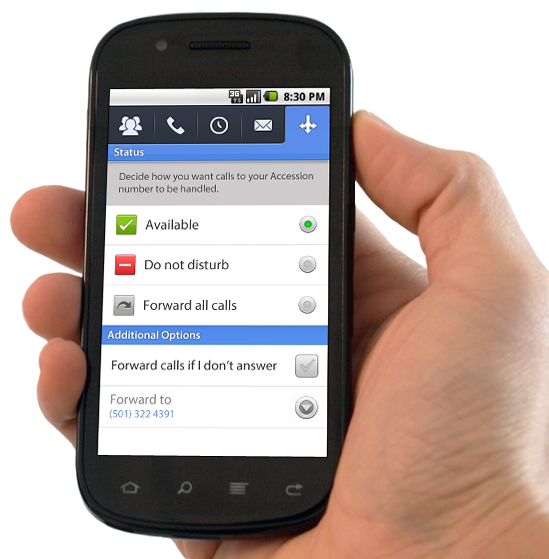 3G
8:30 PM
Status
Decide how you want calls to your Accession
number to be handled.
Available
Do not disturb
Forward all calls
Additional Options
Forward calls if I don't answer
Forward to
(501) 322 4391